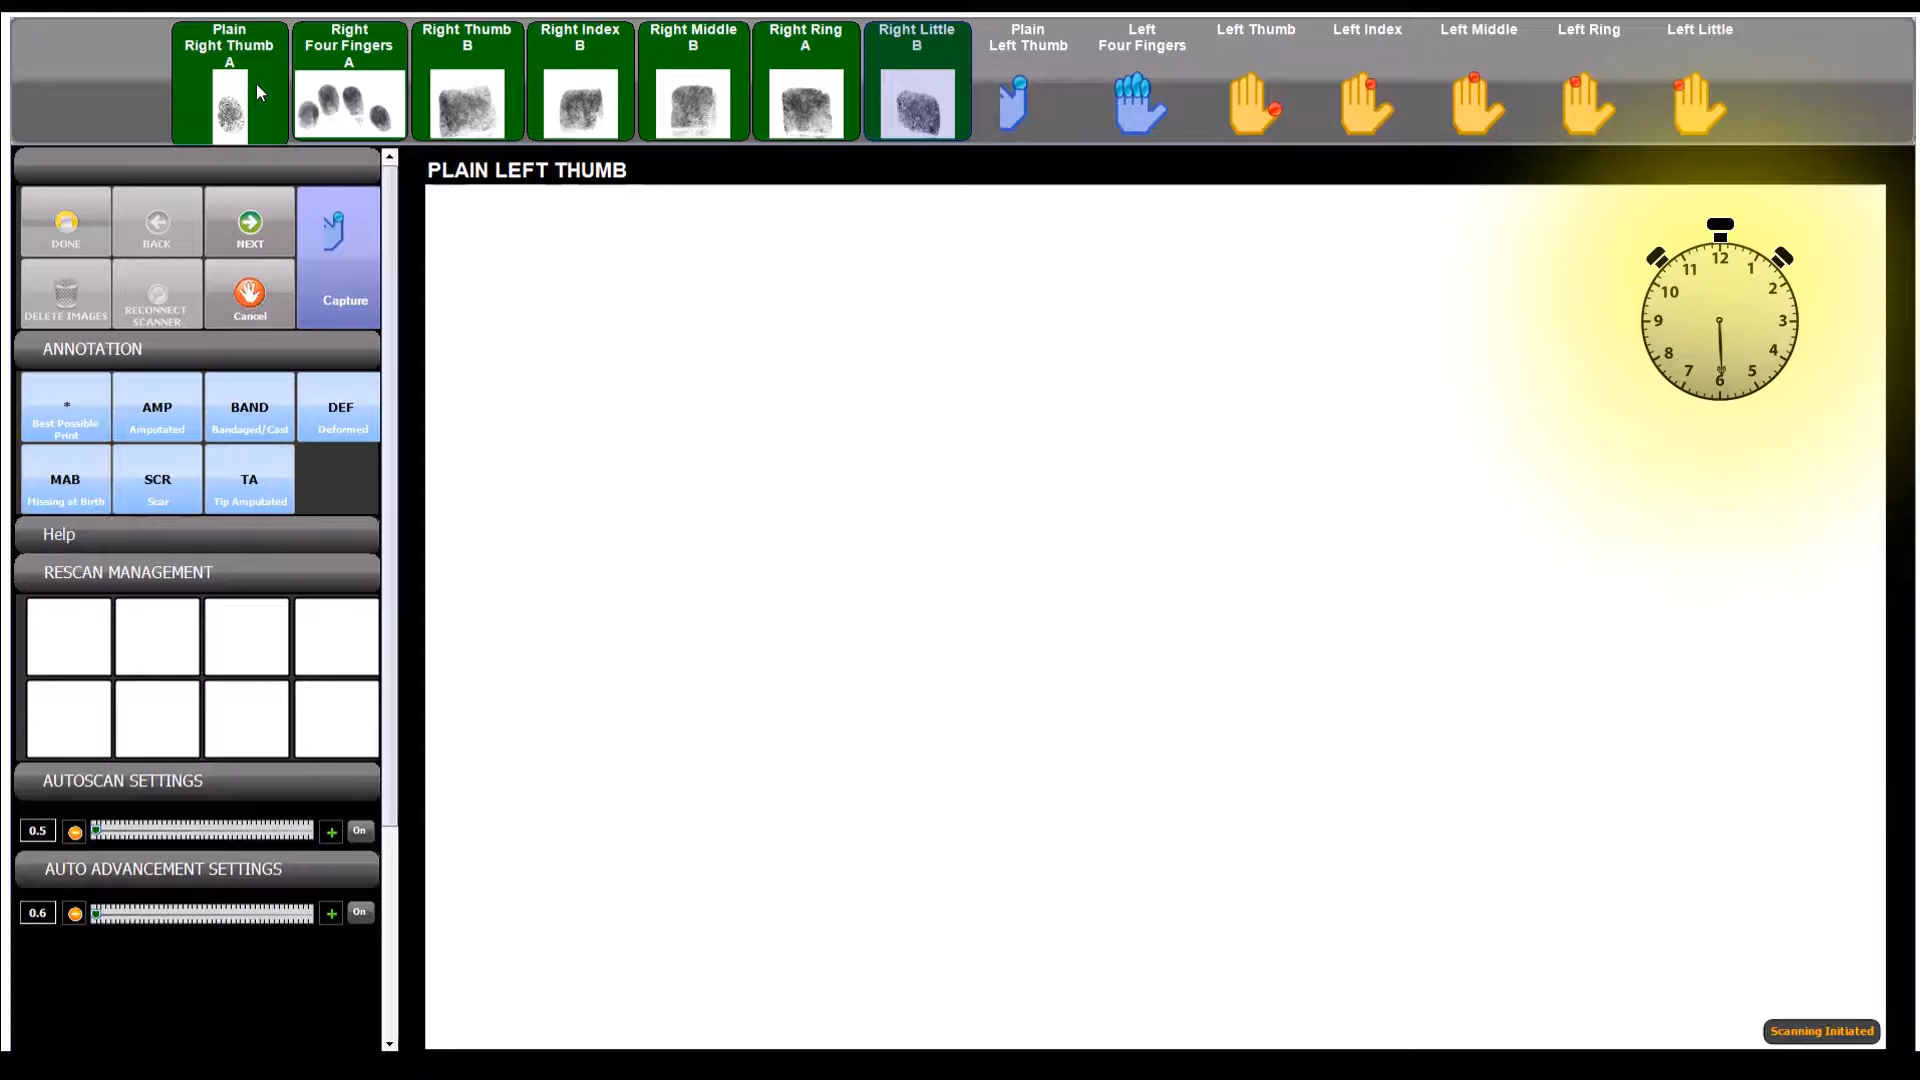 Plain
Right Thumb
A
Right
Four Fingers
A
Right Thumb
B
Right Index
B
Right Middle
B
Right Ring
A
Right Little
B
Plain
Left Thumb
Left
Four Fingers
Left Thumb
Left Index
Left Middle
Left Ring
Left Little
PLAIN LEFT THUMB
DONE
BACK
NEXT
Capture
DELETE IMAGES
RECONNECT
SCANNER
Cancel
ANNOTATION
*
Best Possible
Print
AMP
Amputated
BAND
Bandaged/Cast
DEF
Deformed
MAB
Missing at Birth
SCR
Scar
TA
Tip Amputated
Help
RESCAN MANAGEMENT
AUTOSCAN SETTINGS
0.5
On
AUTO ADVANCEMENT SETTINGS
0.6
On
12
1
2
3
4
5
6
7
8
9
10
11
Scanning Initiated